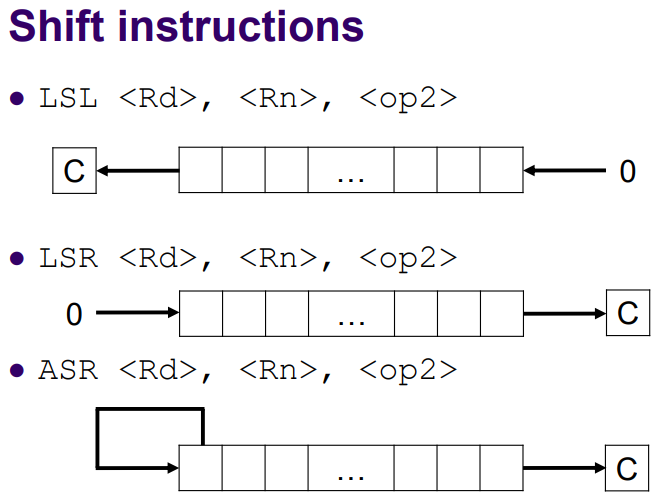 Shift instructions
● LSL <Rd>, <Rn>, <op2>
C ... 0
● LSR <Rd>, <Rn>, <op2>
0 ... C
● ASR <Rd>, <Rn>, <op2>
... C